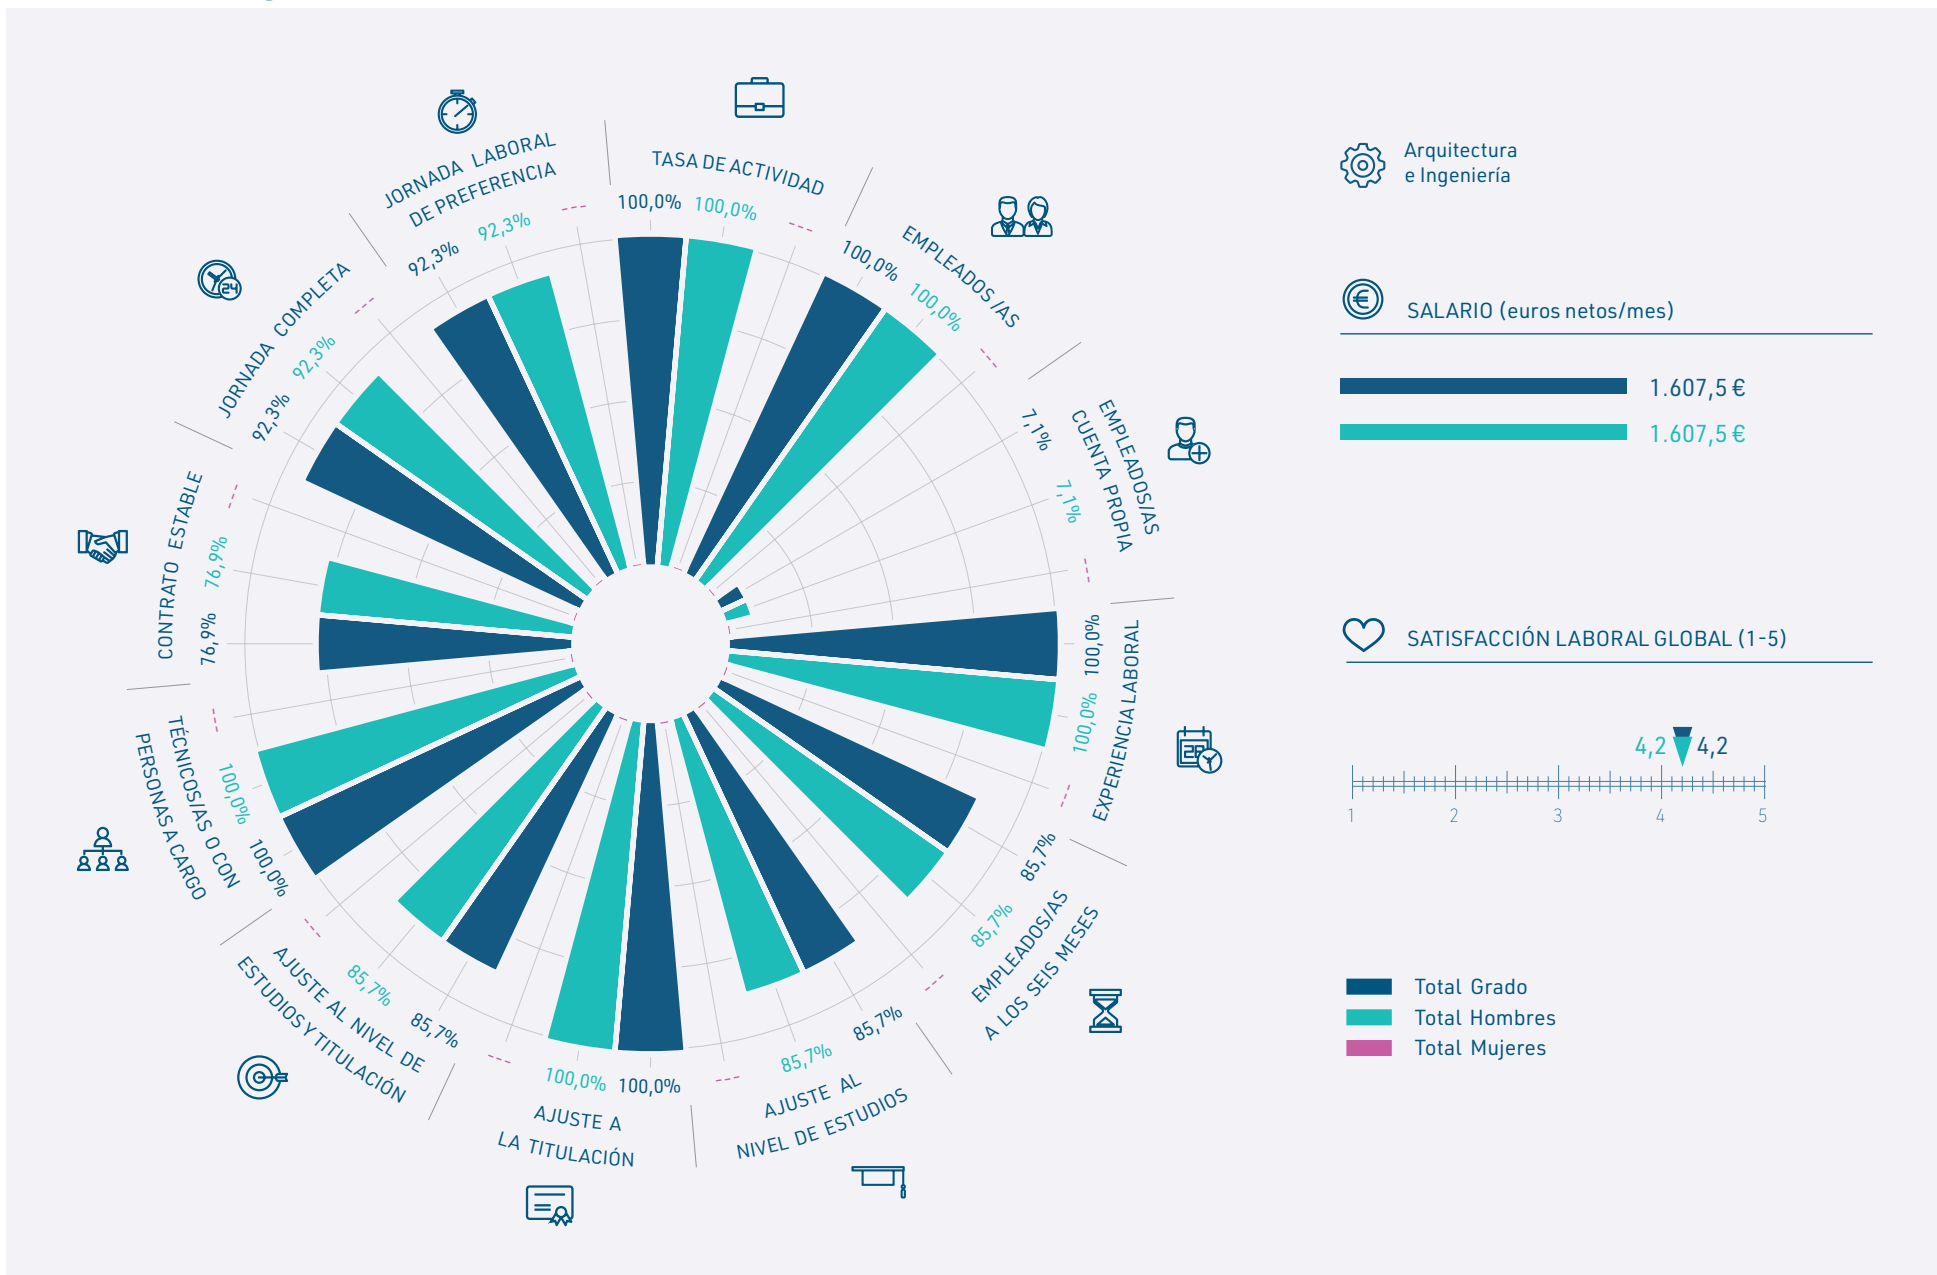 TASA DE ACTIVIDAD
100,0%
100,0%
---
EMPLEADOS /AS
100,0%
100,0%
---
EMPLEADOS/AS
CUENTA PROPIA
7,1%
7,1%
---
EXPERIENCIA LABORAL
100,0%
100,0%
---
28
EMPLEADOS/AS
A LOS SEIS MESES
85,7%
85,7%
---
AJUSTE AL
NIVEL DE ESTUDIOS
85,7%
85,7%
---
AJUSTE A
LA TITULACIÓN
100,0%
100,0%
---
AJUSTE AL NIVEL DE
ESTUDIOS Y TITULACIÓN
85,7%
85,7%
---
TÉCNICOS/AS O CON
PERSONAS A CARGO
100,0%
100,0%
---
CONTRATO ESTABLE
76,9%
76,9%
---
JORNADA COMPLETA
92,3%
92,3%
---
24
JORNADA LABORAL
DE PREFERENCIA
92,3%
92,3%
---
Arquitectura
e Ingeniería
€ SALARIO (euros netos/mes)
1.607,5 €
1.607,5 €
SATISFACCIÓN LABORAL GLOBAL (1-5)
4,2 4,2
1 2 3 4 5
Total Grado
Total Hombres
Total Mujeres